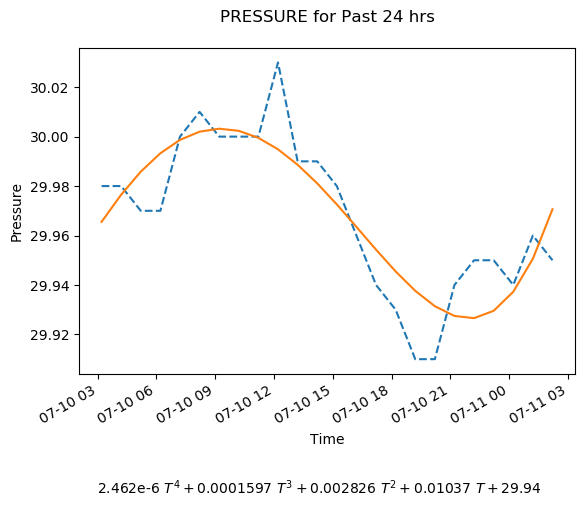 PRESSURE for Past 24 hrs
Pressure
30.02
30.00
29.98
29.96
29.94
29.92
07-10 03 07-10 06 07-10 09 07-10 12 07-10 15 07-10 18 07-10 21 07-11 00 07-11 03
Time
2.462e-6 T⁴ + 0.0001597 T³ + 0.002826 T² + 0.01037 T + 29.94